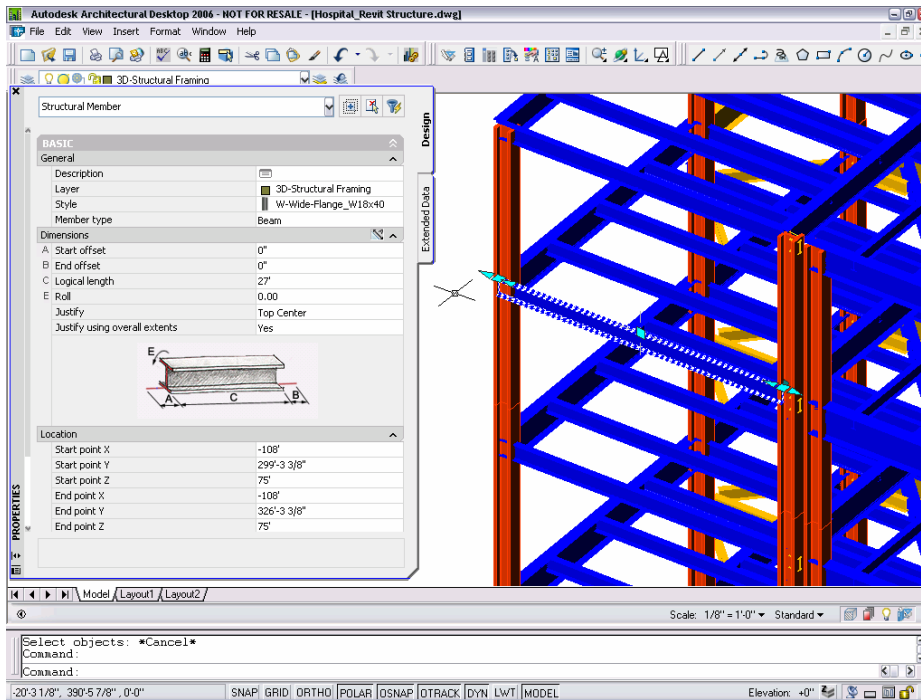 Autodesk Architectural Desktop 2006 - NOT FOR RESALE - [Hospital_Revit Structure.dwg]
File Edit View Insert Format Window Help
3D-Structural Framing
Structural Member
Design
Extended Data
PROPERTIES
BASIC
General
Description
Layer 3D-Structural Framing
Style W-Wide-Flange_W18x40
Member type Beam
Dimensions
A Start offset 0"
B End offset 0"
C Logical length 27'
E Roll 0.00
Justify Top Center
Justify using overall extents Yes
E
A C B
Location
Start point X -108'
Start point Y 299'-3 3/8"
Start point Z 75'
End point X -108'
End point Y 326'-3 3/8"
End point Z 75'
Model Layout1 Layout2
Scale: 1/8" = 1'-0" Standard
Select objects: *Cancel*
Command:
Command:
-20'-3 1/8", 390'-5 7/8", 0'-0" SNAP GRID ORTHO POLAR OSNAP OTRACK DYN LWT MODEL Elevation: +0"